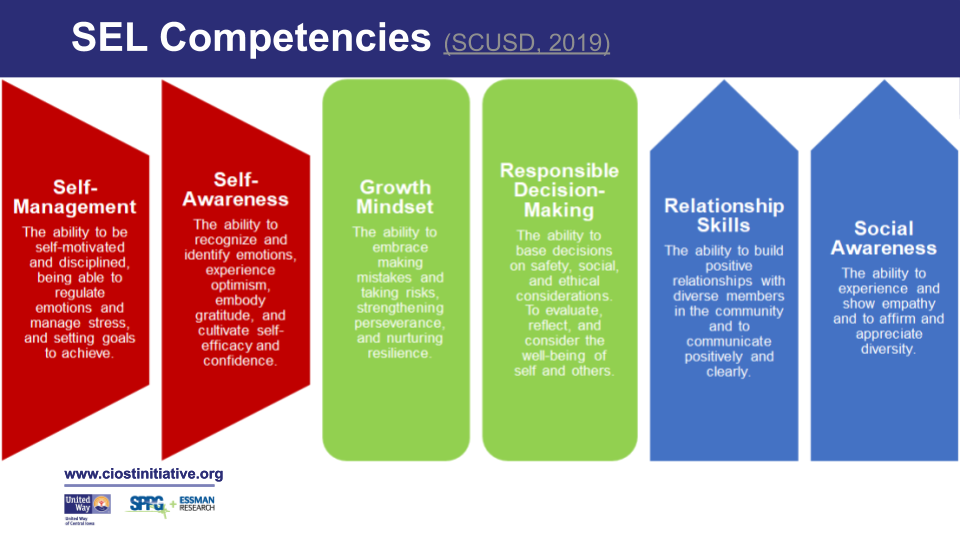 SEL Competencies (SCUSD, 2019)
Self-
Management
The ability to be
self-motivated
and disciplined,
being able to
regulate
emotions and
manage stress,
and setting goals
to achieve.
Self-
Awareness
The ability to
recognize and
identify emotions,
experience
optimism,
embody
gratitude, and
cultivate self-
efficacy and
confidence.
Growth
Mindset
The ability to
embrace
making
mistakes and
taking risks,
strengthening
perseverance,
and nurturing
resilience.
Responsible
Decision-
Making
The ability to
base decisions
on safety, social,
and ethical
considerations.
To evaluate,
reflect, and
consider the
well-being of
self and others.
Relationship
Skills
The ability to build
positive
relationships with
diverse members
in the community
and to
communicate
positively and
clearly.
Social
Awareness
The ability to
experience and
show empathy
and to affirm and
appreciate
diversity.
www.ciostinitiative.org
United
Way
United Way
of Central Iowa
SPPG + ESSMAN
RESEARCH